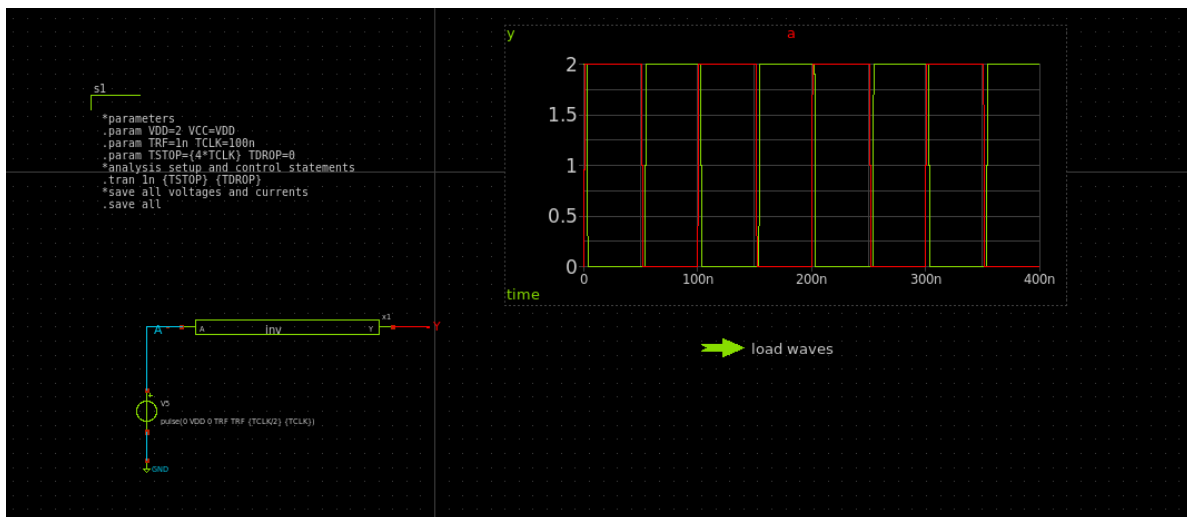 s1
*parameters
.param VDD=2 VCC=VDD
.param TRF=1n TCLK=100n
.param TSTOP={4*TCLK} TDROP=0
*analysis setup and control statements
.tran 1n {TSTOP} {TDROP}
*save all voltages and currents
.save all
y
a
2
1.5
1
0.5
0
0 100n 200n 300n 400n
time
load waves
x1
A A inv Y Y
V5
+
pulse(0 VDD 0 TRF TRF {TCLK/2} {TCLK})
GND